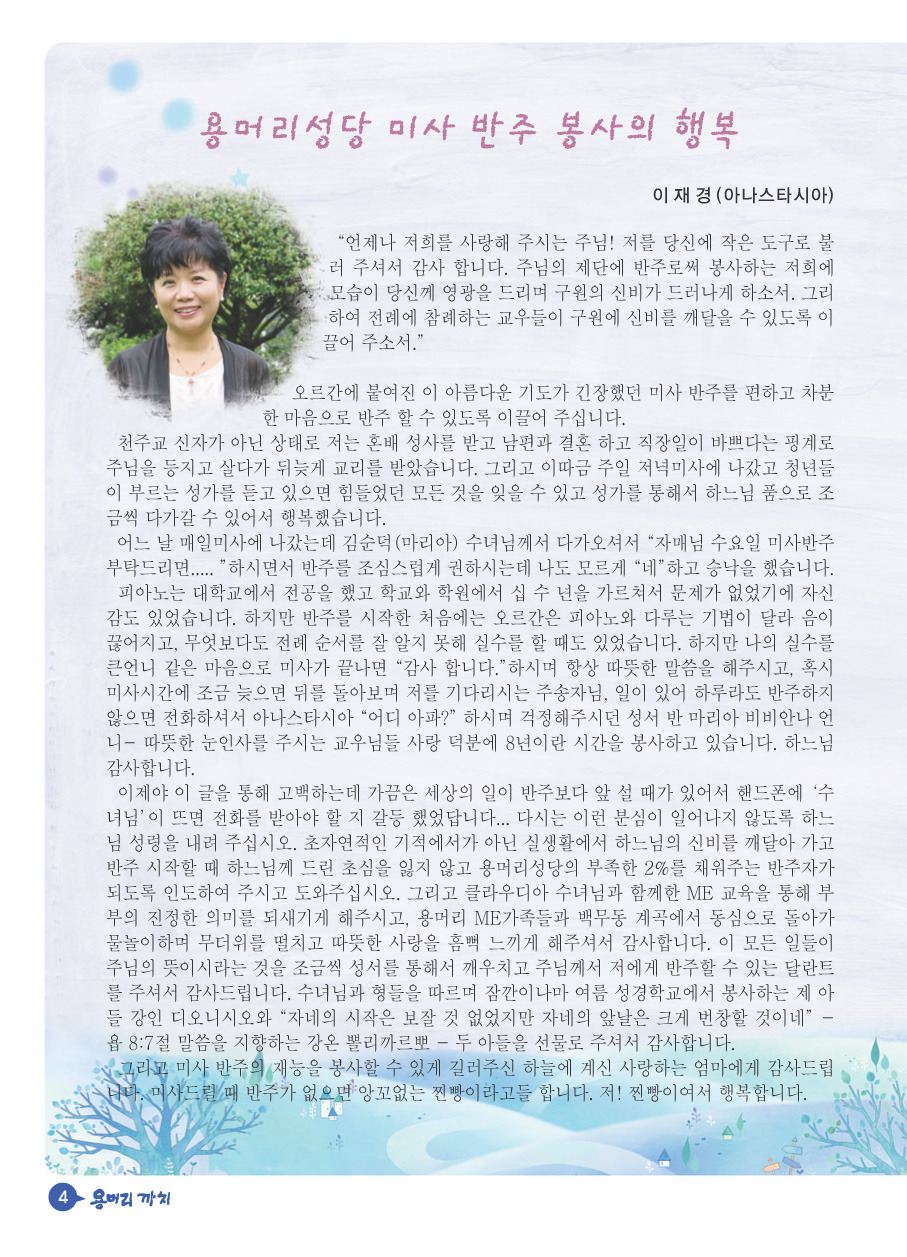 용머리성당 미사 반주 봉사의 행복
이 재 경 (아나스타시아)
“언제나 저희를 사랑해 주시는 주님! 저를 당신에 작은 도구로 불
러 주셔서 감사 합니다. 주님의 제단에 반주로써 봉사하는 저희에
모습이 당신께 영광을 드리며 구원의 신비가 드러나게 하소서. 그리
하여 전례에 참례하는 교우들이 구원에 신비를 깨달을 수 있도록 이
끌어 주소서.”
오르간에 붙여진 이 아름다운 기도가 긴장했던 미사 반주를 편하고 차분
한 마음으로 반주 할 수 있도록 이끌어 주십니다.
천주교 신자가 아닌 상태로 저는 혼배 성사를 받고 남편과 결혼 하고 직장일이 바쁘다는 핑계로
주님을 등지고 살다가 뒤늦게 교리를 받았습니다. 그리고 이따금 주일 저녁미사에 나갔고 청년들
이 부르는 성가를 듣고 있으면 힘들었던 모든 것을 잊을 수 있고 성가를 통해서 하느님 품으로 조
금씩 다가갈 수 있어서 행복했습니다.
어느 날 매일미사에 나갔는데 김순덕(마리아) 수녀님께서 다가오셔서 “자매님 수요일 미사반주
부탁드리면..... ”하시면서 반주를 조심스럽게 권하시는데 나도 모르게 “네”하고 승낙을 했습니다.
피아노는 대학교에서 전공을 했고 학교와 학원에서 십 수 년을 가르쳐서 문제가 없었기에 자신
감도 있었습니다. 하지만 반주를 시작한 처음에는 오르간은 피아노와 다루는 기법이 달라 음이
끊어지고, 무엇보다도 전례 순서를 잘 알지 못해 실수를 할 때도 있었습니다. 하지만 나의 실수를
큰언니 같은 마음으로 미사가 끝나면 “감사 합니다.”하시며 항상 따뜻한 말씀을 해주시고, 혹시
미사시간에 조금 늦으면 뒤를 돌아보며 저를 기다리시는 주송자님, 일이 있어 하루라도 반주하지
않으면 전화하셔서 아나스타시아 “어디 아파?” 하시며 걱정해주시던 성서 반 마리아 비비안나 언
니– 따뜻한 눈인사를 주시는 교우님들 사랑 덕분에 8년이란 시간을 봉사하고 있습니다. 하느님
감사합니다.
이제야 이 글을 통해 고백하는데 가끔은 세상의 일이 반주보다 앞 설 때가 있어서 핸드폰에 ‘수
녀님’이 뜨면 전화를 받아야 할 지 갈등 했었답니다... 다시는 이런 분심이 일어나지 않도록 하느
님 성령을 내려 주십시오. 초자연적인 기적에서가 아닌 실생활에서 하느님의 신비를 깨달아 가고
반주 시작할 때 하느님께 드린 초심을 잃지 않고 용머리성당의 부족한 2%를 채워주는 반주자가
되도록 인도하여 주시고 도와주십시오. 그리고 클라우디아 수녀님과 함께한 ME 교육을 통해 부
부의 진정한 의미를 되새기게 해주시고, 용머리 ME가족들과 백무동 계곡에서 동심으로 돌아가
물놀이하며 무더위를 떨치고 따뜻한 사랑을 흠뻑 느끼게 해주셔서 감사합니다. 이 모든 일들이
주님의 뜻이시라는 것을 조금씩 성서를 통해서 깨우치고 주님께서 저에게 반주할 수 있는 달란트
를 주셔서 감사드립니다. 수녀님과 형들을 따르며 잠깐이나마 여름 성경학교에서 봉사하는 제 아
들 강인 디오니시오와 “자네의 시작은 보잘 것 없었지만 자네의 앞날은 크게 번창할 것이네” –
욥 8:7절 말씀을 지향하는 강온 뽈리까르뽀 – 두 아들을 선물로 주셔서 감사합니다.
그리고 미사 반주의 재능을 봉사할 수 있게 길러주신 하늘에 계신 사랑하는 엄마에게 감사드립
니다. 미사드릴 때 반주가 없으면 앙꼬없는 찐빵이라고들 합니다. 저! 찐빵이여서 행복합니다.
4 용머리 까치